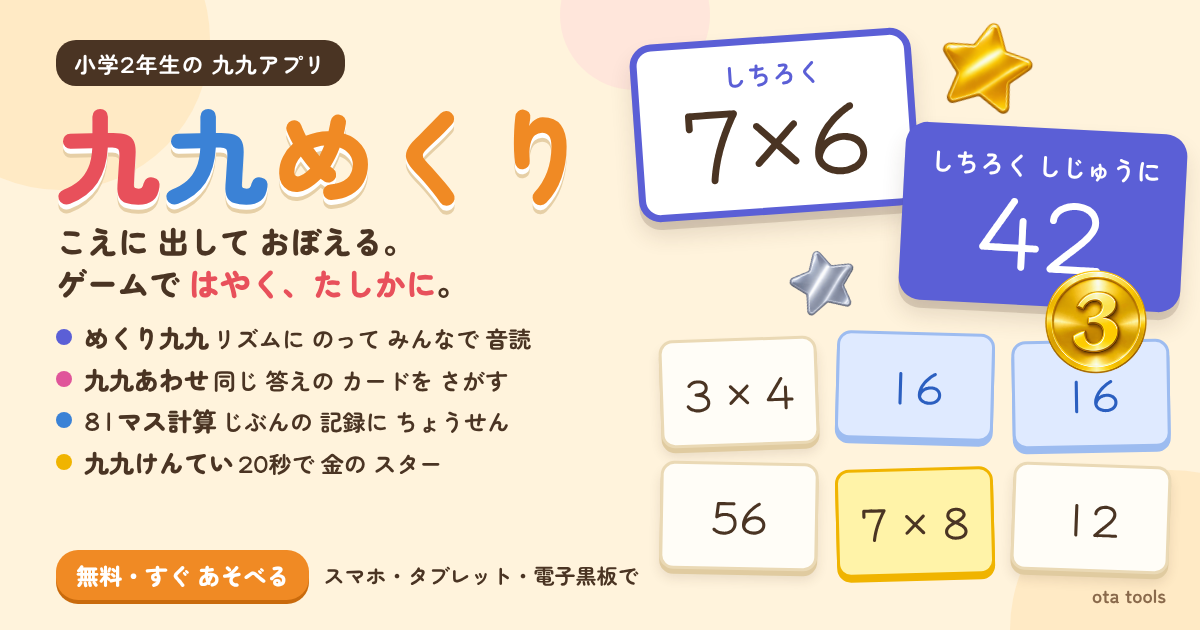 小学2年生の 九九アプリ
九九めくり
こえに 出して おぼえる。
ゲームで はやく、たしかに。
めくり九九 リズムに のって みんなで 音読
九九あわせ 同じ 答えの カードを さがす
81マス計算 じぶんの 記録に ちょうせん
九九けんてい 20秒で 金の スター
無料・すぐ あそべる
スマホ・タブレット・電子黒板で
しちろく
7×6
しちろく しじゅうに
42
3
3 × 4
16
16
56
7 × 8
12
ota tools